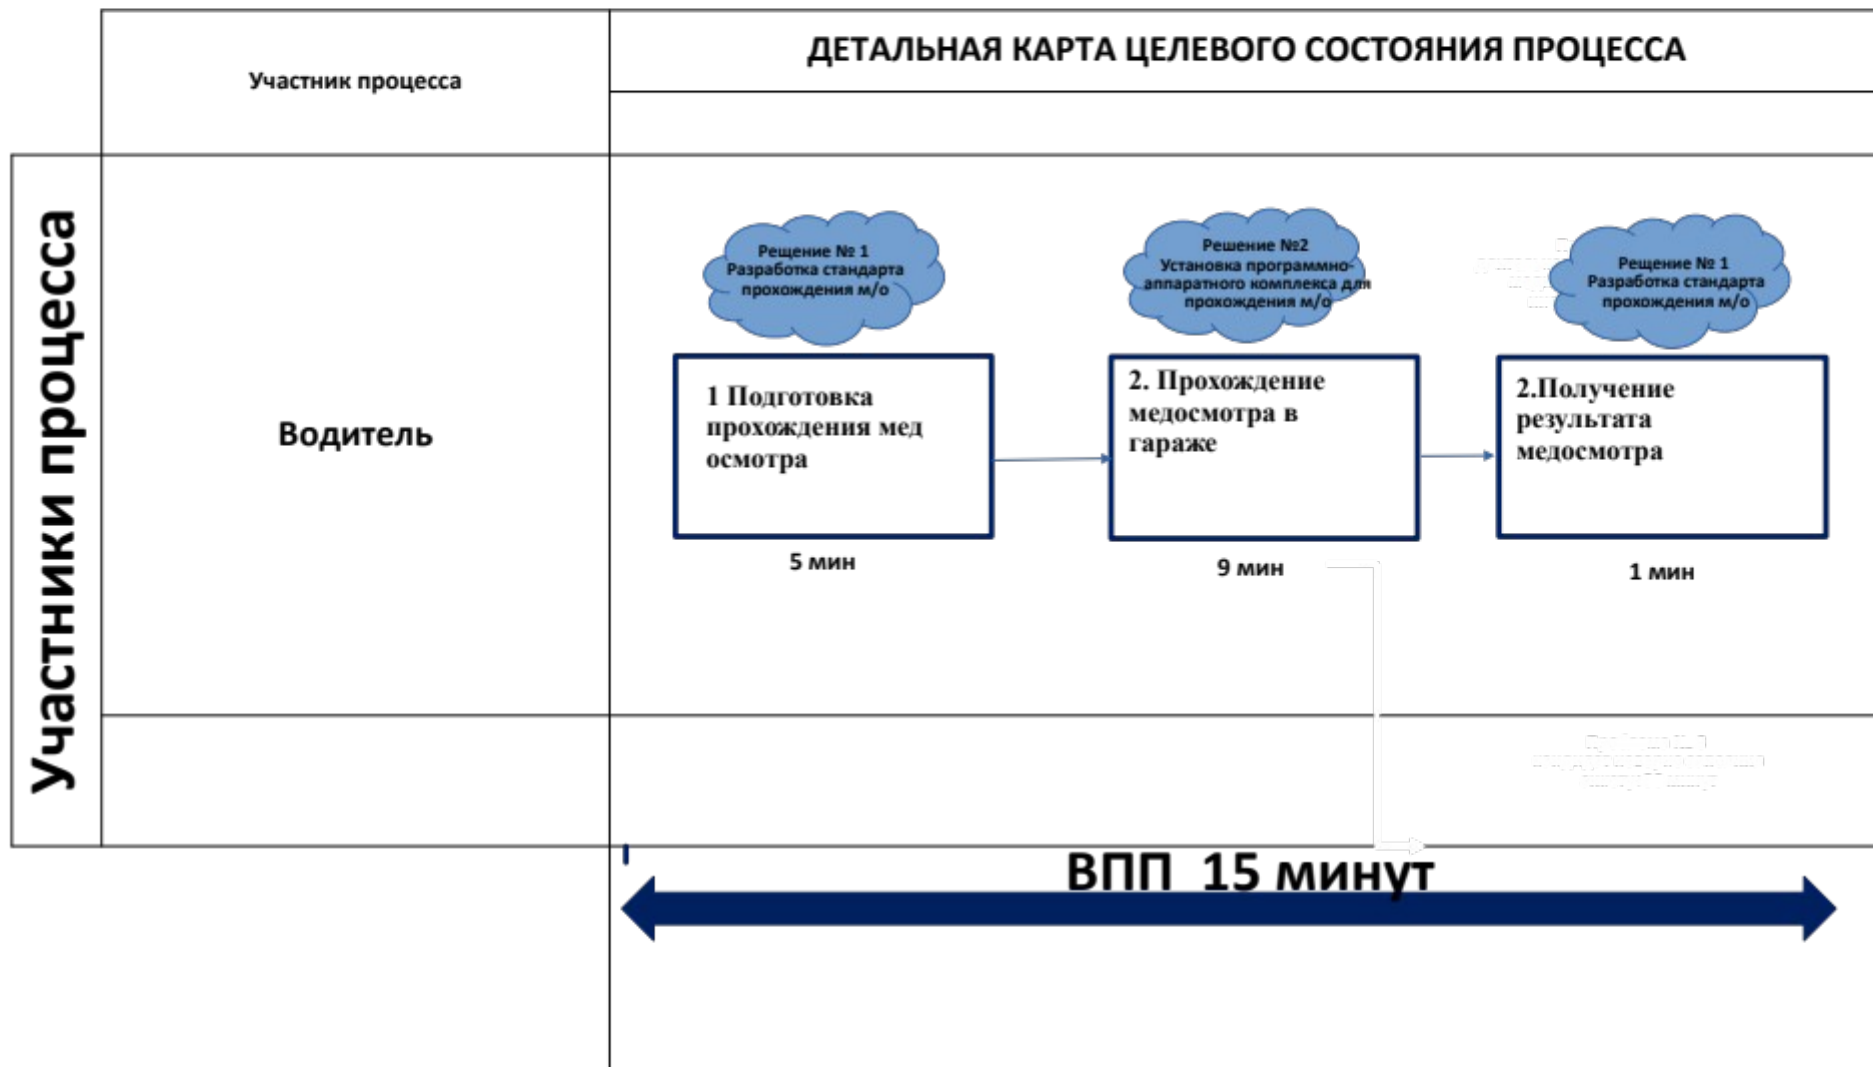 ДЕТАЛЬНАЯ КАРТА ЦЕЛЕВОГО СОСТОЯНИЯ ПРОЦЕССА
Участник процесса
Участники процесса
Водитель
Рещение № 1
Разработка стандарта
прохождения м/о
Решение №2
Установка программно-
аппаратного комплекса для
прохождения м/о
Рещение № 1
Разработка стандарта
прохождения м/о
1 Подготовка
прохождения мед
осмотра
2. Прохождение
медосмотра в
гараже
2.Получение
результата
медосмотра
5 мин
9 мин
1 мин
ВПП 15 минут